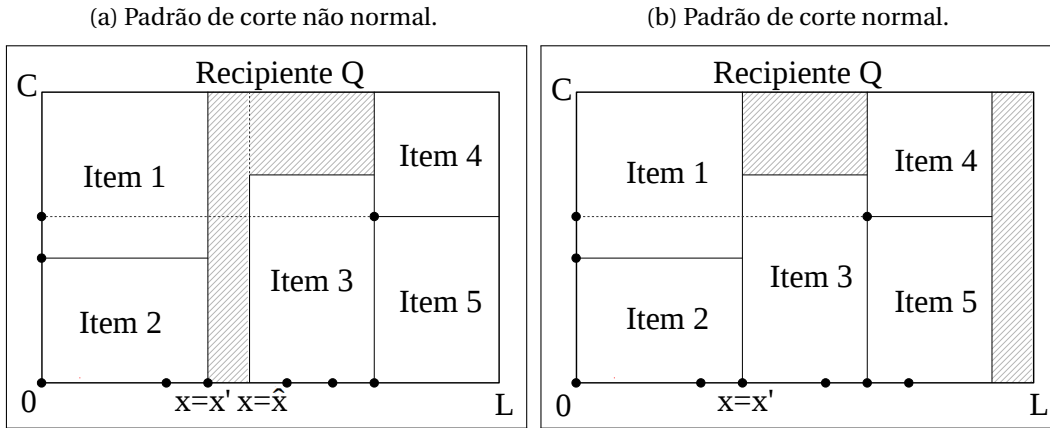 (a) Padrão de corte não normal.
(b) Padrão de corte normal.
Recipiente Q
C
Item 1
Item 4
Item 3
Item 2
Item 5
0
x=x' x=x̂
L
Recipiente Q
C
Item 1
Item 4
Item 3
Item 2
Item 5
0
x=x'
L